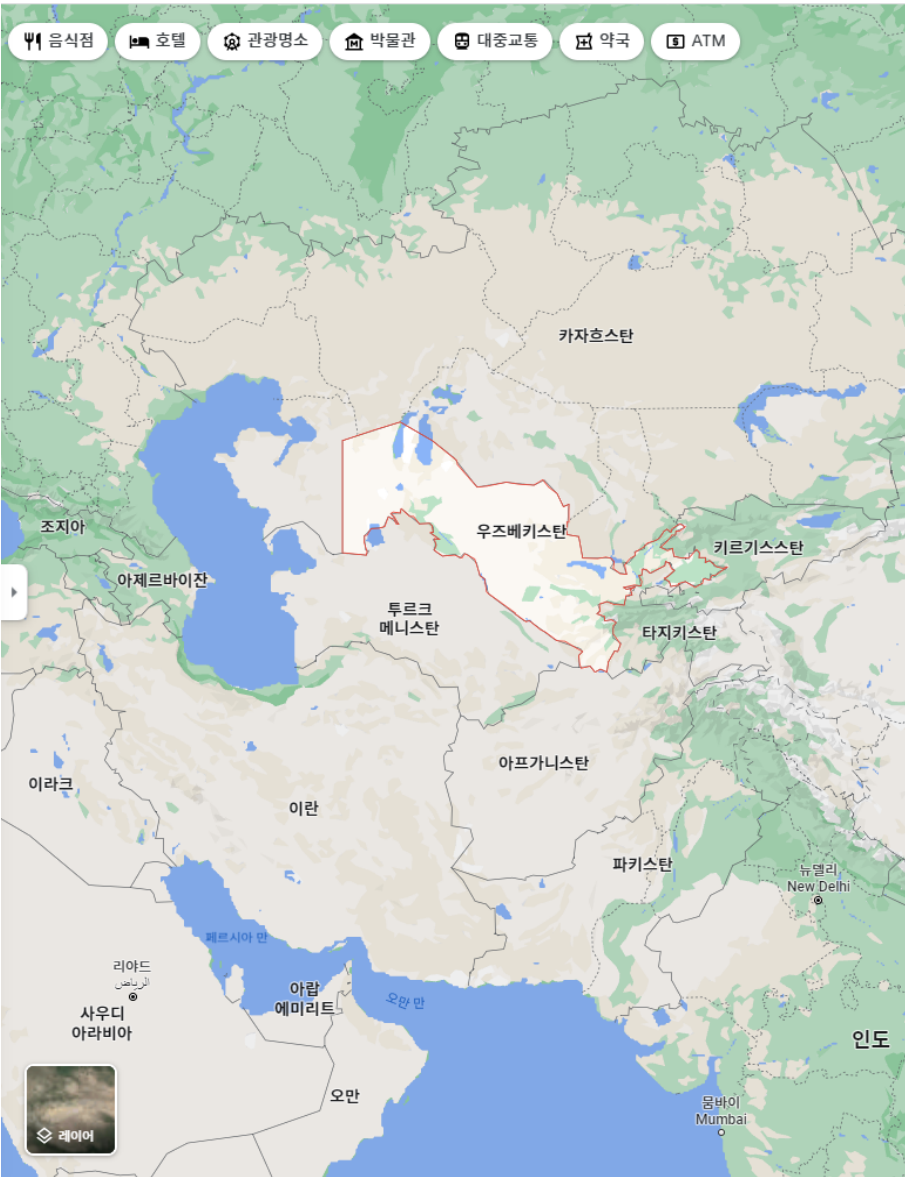 음식점
호텔
관광명소
박물관
대중교통
약국
ATM
카자흐스탄
조지아
우즈베키스탄
키르기스스탄
아제르바이잔
투르크
메니스탄
타지키스탄
아프가니스탄
이라크
이란
파키스탄
뉴델리
New Delhi
페르시아 만
리야드
الرياض
아랍
에미리트
오만 만
사우디
아라비아
인도
오만
뭄바이
Mumbai
레이어